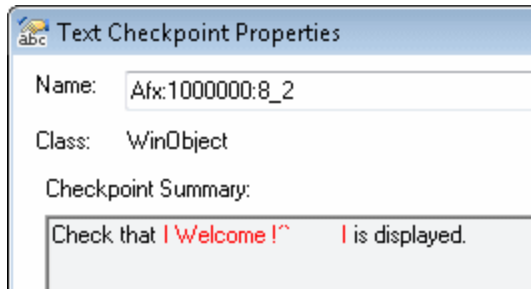 abc
Text Checkpoint Properties
Name: Afx:1000000:8_2
Class: WinObject
Checkpoint Summary:
Check that I Welcome !^ I is displayed.